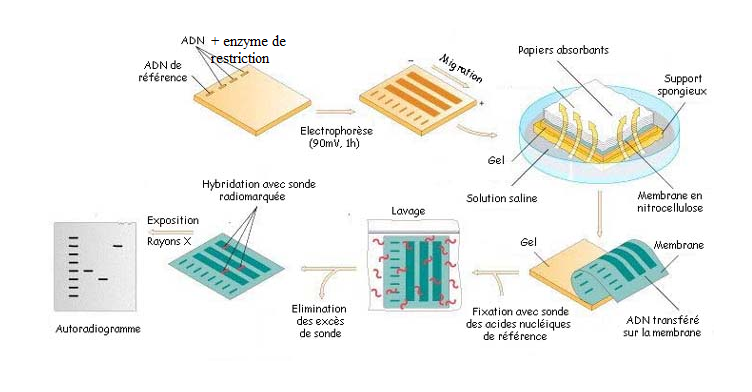 ADN + enzyme de
restriction
ADN de
référence
−
Migration
+
Electrophorèse
(90mV, 1h)
Papiers absorbants
Support
spongieux
Gel
Solution saline
Membrane en
nitrocellulose
Gel
Membrane
ADN transféré
sur la membrane
Fixation avec sonde
des acides nucléiques
de référence
Lavage
Elimination
des excès
de sonde
Hybridation avec sonde
radiomarquée
Exposition
Rayons X
Autoradiogramme